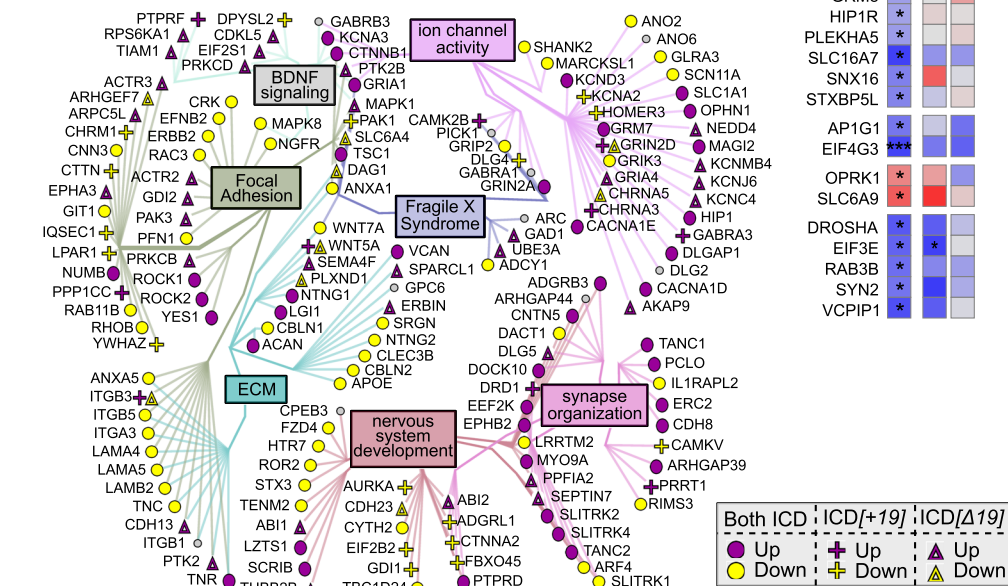 PTPRF
RPS6KA1
TIAM1
DPYSL2
CDKL5
EIF2S1
PRKCD
BDNF
signaling
GABRB3
KCNA3
CTNNB1
PTK2B
GRIA1
MAPK1
PAK1
SLC6A4
TSC1
DAG1
ANXA1
ion channel
activity
ACTR3
ARHGEF7
ARPC5L
CHRM1
CNN3
CTTN
EPHA3
GIT1
IQSEC1
LPAR1
NUMB
PPP1CC
RAB11B
RHOB
YWHAZ
CRK
EFNB2
ERBB2
RAC3
ACTR2
GDI2
PAK3
PFN1
PRKCB
ROCK1
ROCK2
YES1
MAPK8
NGFR
Focal
Adhesion
CAMK2B
PICK1
GRIP2
DLG4
GABRA1
GRIN2A
Fragile X
Syndrome
ARC
GAD1
UBE3A
ADCY1
SHANK2
MARCKSL1
KCND3
KCNA2
HOMER3
GRM7
GRIN2D
GRIK3
GRIA4
CHRNA5
CHRNA3
CACNA1E
ANO2
ANO6
GLRA3
SCN11A
SLC1A1
OPHN1
NEDD4
MAGI2
KCNMB4
KCNJ6
KCNC4
HIP1
GABRA3
DLGAP1
DLG2
CACNA1D
AKAP9
WNT7A
WNT5A
SEMA4F
PLXND1
NTNG1
LGI1
CBLN1
ACAN
VCAN
SPARCL1
GPC6
ERBIN
SRGN
NTNG2
CLEC3B
CBLN2
APOE
ECM
ANXA5
ITGB3
ITGB5
ITGA3
LAMA4
LAMA5
LAMB2
TNC
CDH13
ITGB1
PTK2
TNR
CPEB3
FZD4
HTR7
ROR2
STX3
TENM2
ABI1
LZTS1
SCRIB
nervous
system
development
AURKA
CDH23
CYTH2
EIF2B2
GDI1
ABI2
ADGRL1
CTNNA2
FBXO45
PTPRD
ADGRB3
ARHGAP44
CNTN5
DACT1
DLG5
DOCK10
DRD1
EEF2K
EPHB2
LRRTM2
MYO9A
PPFIA2
SEPTIN7
SLITRK2
SLITRK4
TANC2
ARF4
SLITRK1
synapse
organization
TANC1
PCLO
IL1RAPL2
ERC2
CDH8
CAMKV
ARHGAP39
PRRT1
RIMS3
HIP1R *
PLEKHA5 *
SLC16A7 *
SNX16 *
STXBP5L *
AP1G1 *
EIF4G3 ***
OPRK1 *
SLC6A9 *
DROSHA *
EIF3E * *
RAB3B *
SYN2 *
VCPIP1 *
Both ICD ICD[+19] ICD[Δ19]
Up Up Up
Down Down Down